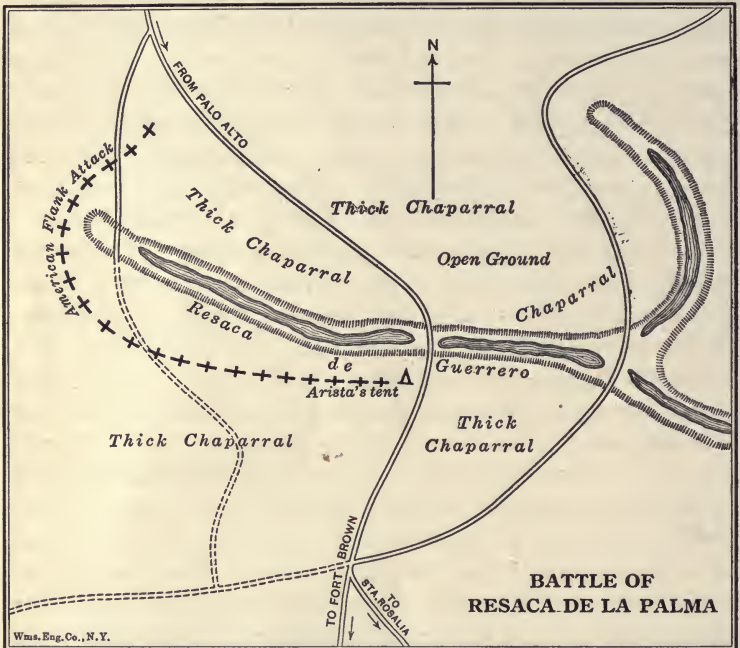 N
FROM PALO ALTO
American Flank Attack
Thick Chaparral
Thick Chaparral
Open Ground
Chaparral
Resaca
de
Guerrero
Arista's tent
Thick Chaparral
Thick
Chaparral
TO FORT BROWN
TO
STA. ROSALIA
BATTLE OF
RESACA DE LA PALMA
Wms. Eng. Co., N.Y.